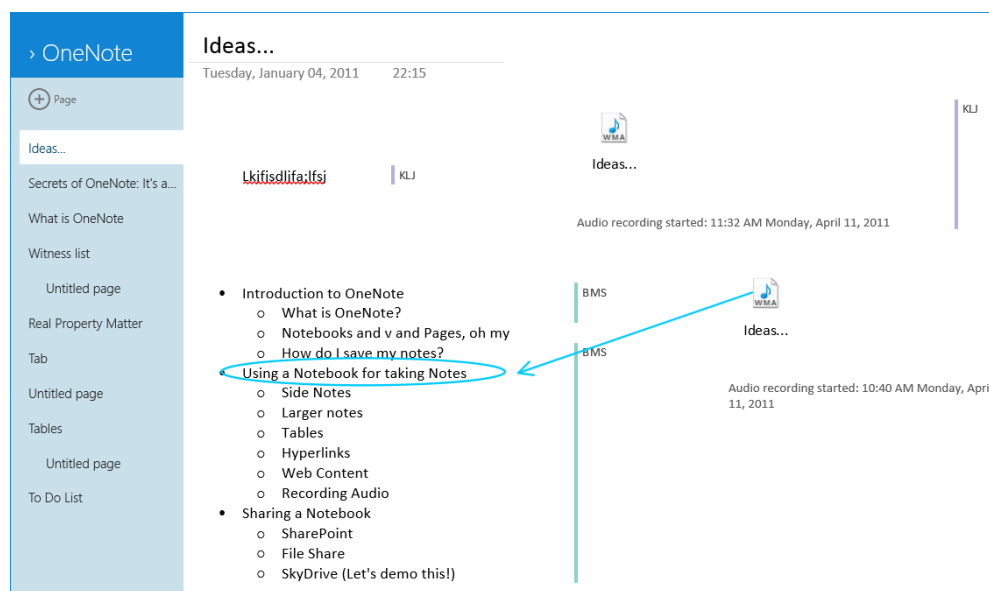 › OneNote
Page
Ideas...
Secrets of OneNote: It's a...
What is OneNote
Witness list
Untitled page
Real Property Matter
Tab
Untitled page
Tables
Untitled page
To Do List
Ideas...
Tuesday, January 04, 2011 22:15
KLJ
WMA
Ideas...
Lkjfisdlifa;lfsj KLJ
Audio recording started: 11:32 AM Monday, April 11, 2011
• Introduction to OneNote
o What is OneNote?
o Notebooks and v and Pages, oh my
o How do I save my notes?
• Using a Notebook for taking Notes
o Side Notes
o Larger notes
o Tables
o Hyperlinks
o Web Content
o Recording Audio
• Sharing a Notebook
o SharePoint
o File Share
o SkyDrive (Let's demo this!)
BMS
BMS
WMA
Ideas...
Audio recording started: 10:40 AM Monday, Apri
11, 2011